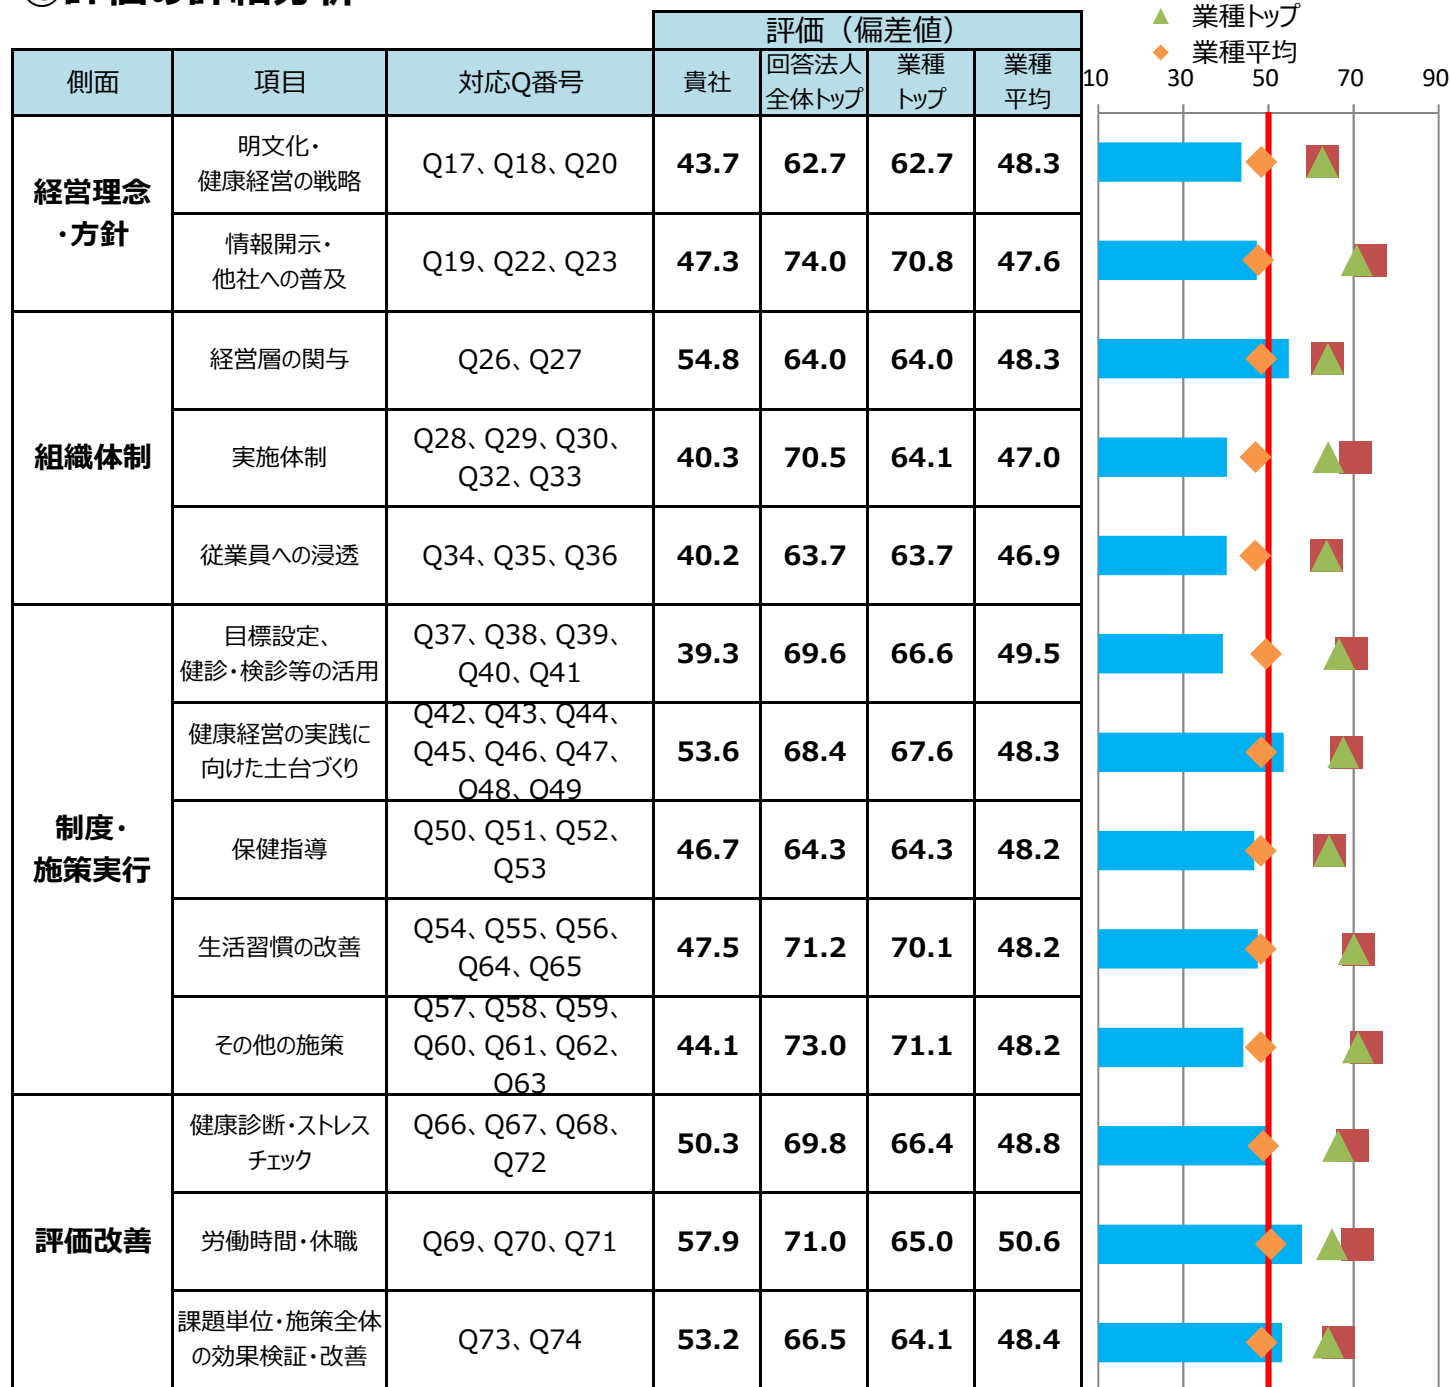 ①評価の詳細分析
▲ 業種トップ
◆ 業種平均
評価（偏差値）
側面 項目 対応Q番号 貴社 回答法人 業種 業種
全体トップ トップ 平均
10 30 50 70 90
経営理念
・方針
明文化・
健康経営の戦略
Q17、Q18、Q20 43.7 62.7 62.7 48.3
情報開示・
他社への普及
Q19、Q22、Q23 47.3 74.0 70.8 47.6
組織体制
経営層の関与 Q26、Q27 54.8 64.0 64.0 48.3
実施体制
Q28、Q29、Q30、
Q32、Q33
40.3 70.5 64.1 47.0
従業員への浸透 Q34、Q35、Q36 40.2 63.7 63.7 46.9
制度・
施策実行
目標設定、
健診・検診等の活用
Q37、Q38、Q39、
Q40、Q41
39.3 69.6 66.6 49.5
健康経営の実践に
向けた土台づくり
Q42、Q43、Q44、
Q45、Q46、Q47、
Q48、Q49
53.6 68.4 67.6 48.3
保健指導
Q50、Q51、Q52、
Q53
46.7 64.3 64.3 48.2
生活習慣の改善
Q54、Q55、Q56、
Q64、Q65
47.5 71.2 70.1 48.2
その他の施策
Q57、Q58、Q59、
Q60、Q61、Q62、
Q63
44.1 73.0 71.1 48.2
評価改善
健康診断・ストレス
チェック
Q66、Q67、Q68、
Q72
50.3 69.8 66.4 48.8
労働時間・休職 Q69、Q70、Q71 57.9 71.0 65.0 50.6
課題単位・施策全体
の効果検証・改善
Q73、Q74 53.2 66.5 64.1 48.4